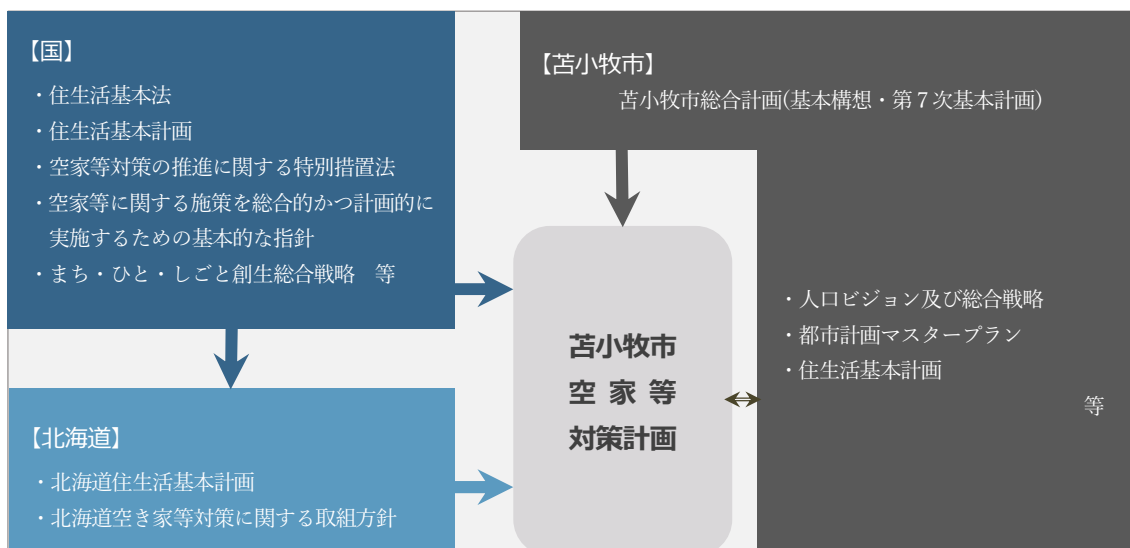 【国】
・住生活基本法
・住生活基本計画
・空家等対策の推進に関する特別措置法
・空家等に関する施策を総合的かつ計画的に
実施するための基本的な指針
・まち・ひと・しごと創生総合戦略　等
【北海道】
・北海道住生活基本計画
・北海道空き家等対策に関する取組方針
【苫小牧市】
苫小牧市総合計画(基本構想・第７次基本計画)
苫小牧市
空 家 等
対策計画
・人口ビジョン及び総合戦略
・都市計画マスタープラン
・住生活基本計画
等